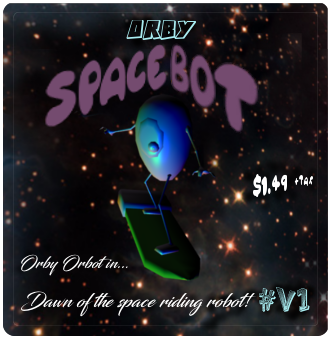 ORBY
SPACEBOT
$1.49 +TAX
Orby Orbot in...
Dawn of the space riding robot! #V1